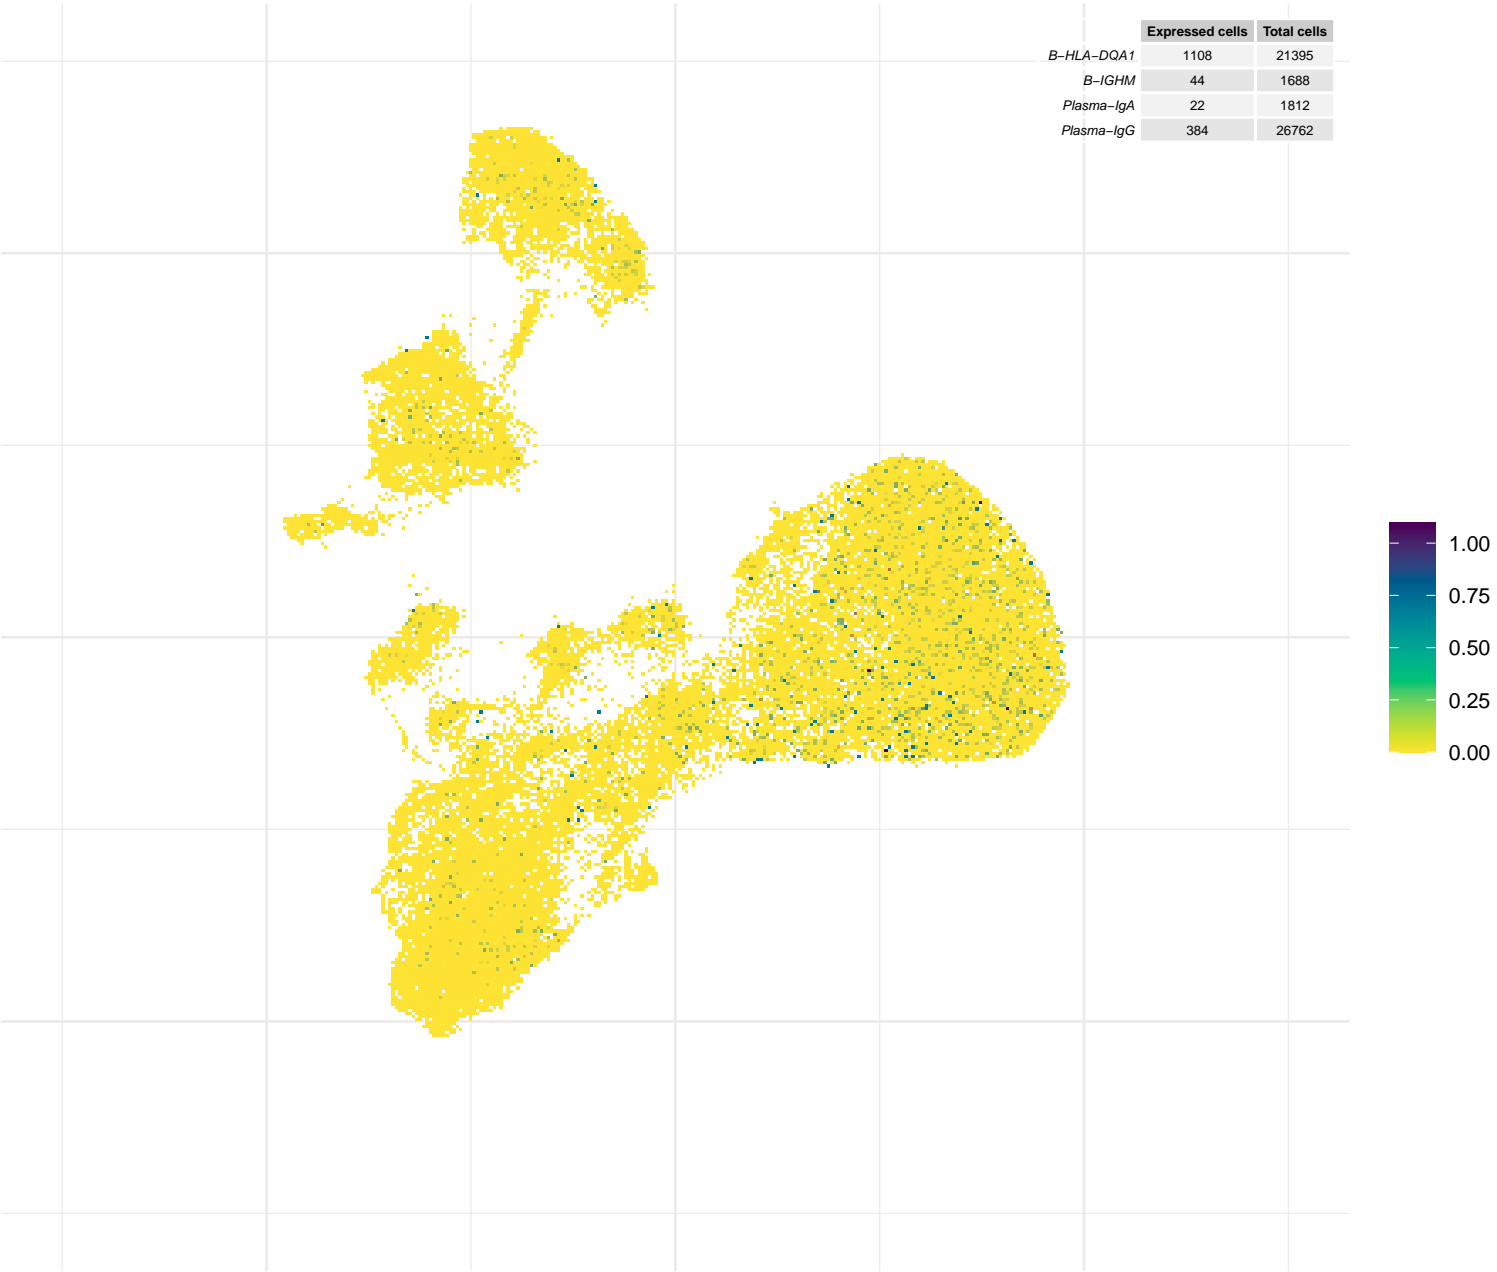 Expressed cells Total cells
B−HLA−DQA1 1108 21395
B−IGHM 44 1688
Plasma−IgA 22 1812
Plasma−IgG 384 26762
1.00
0.75
0.50
0.25
0.00